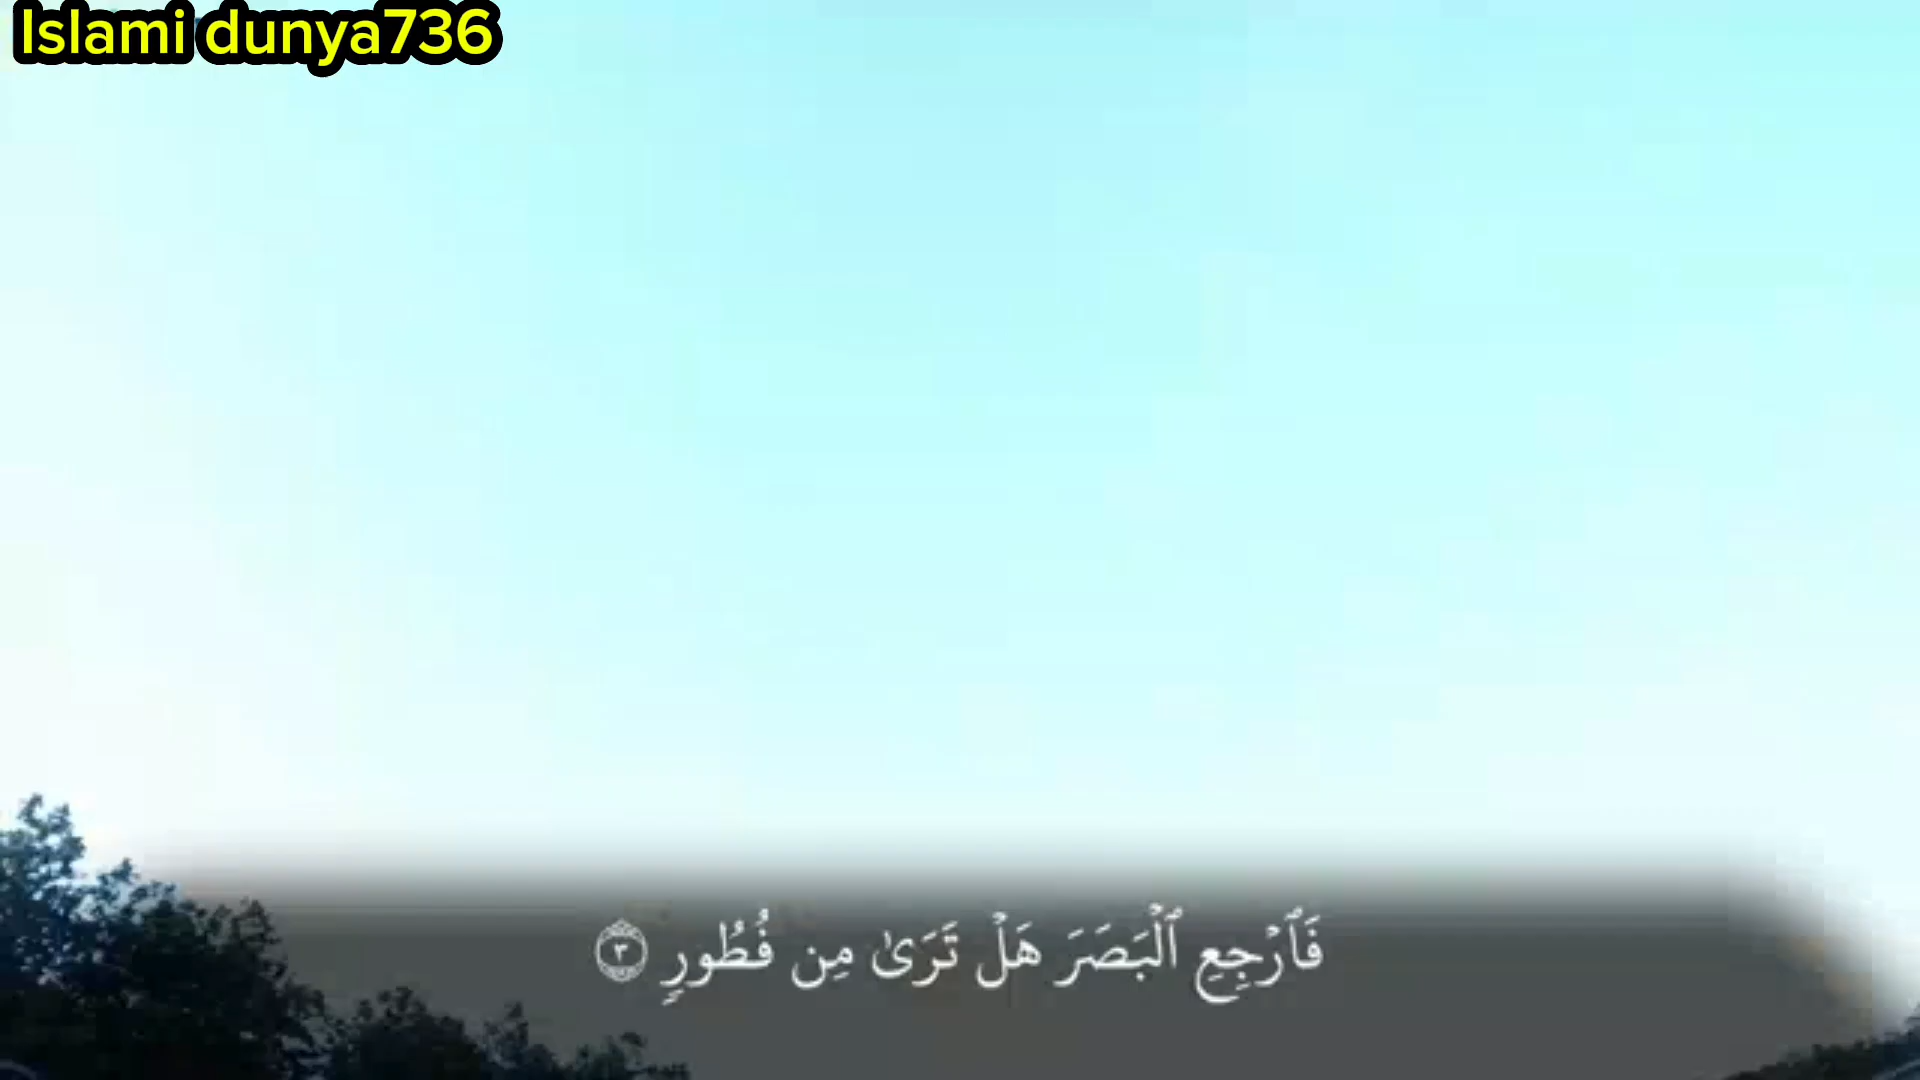 Islami dunya736
فَٱرْجِعِ ٱلْبَصَرَ هَلْ تَرَىٰ مِن فُطُورٍ ٣